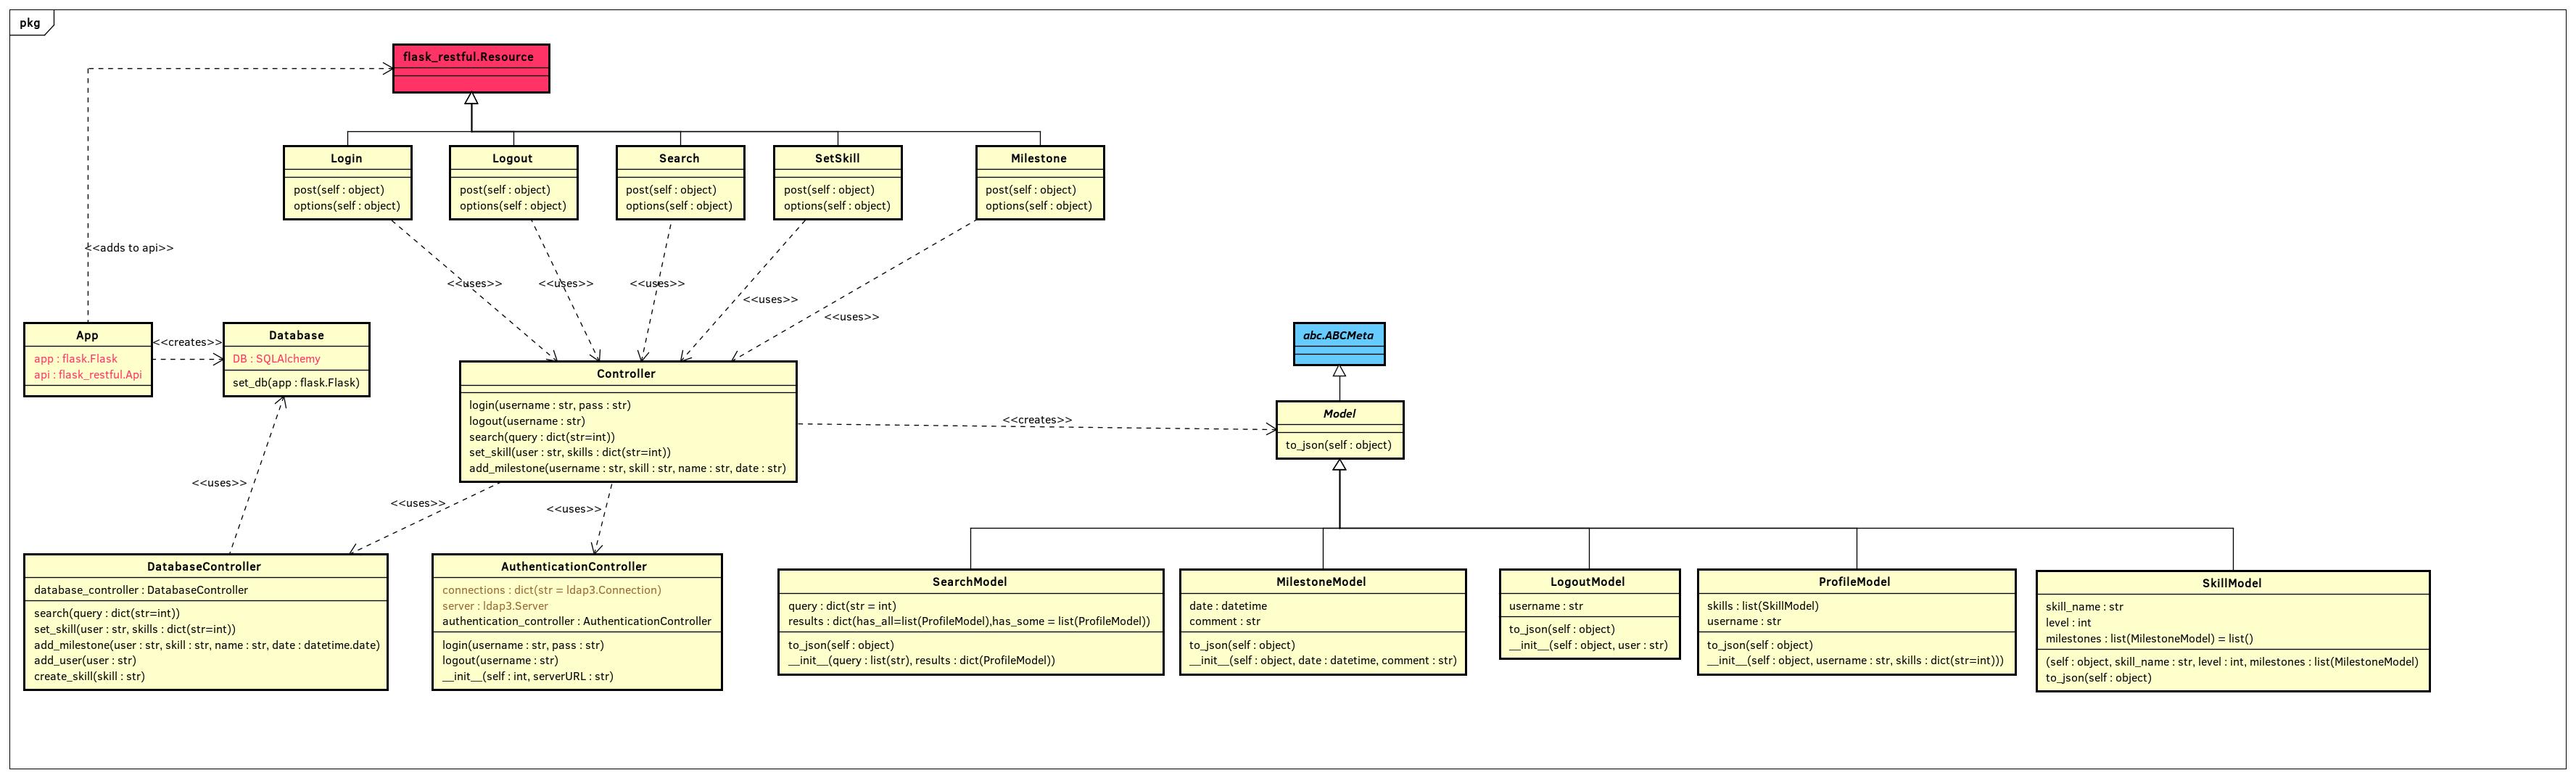 pkg
flask_restful.Resource
Login
post(self : object)
options(self : object)
Logout
post(self : object)
options(self : object)
Search
post(self : object)
options(self : object)
SetSkill
post(self : object)
options(self : object)
Milestone
post(self : object)
options(self : object)
<<adds to api>>
<<uses>>
<<uses>>
<<uses>>
<<uses>>
<<uses>>
App
app : flask.Flask
api : flask_restful.Api
<<creates>>
Database
DB : SQLAlchemy
set_db(app : flask.Flask)
Controller
login(username : str, pass : str)
logout(username : str)
search(query : dict(str=int))
set_skill(user : str, skills : dict(str=int))
add_milestone(username : str, skill : str, name : str, date : str)
<<creates>>
abc.ABCMeta
Model
to_json(self : object)
<<uses>>
<<uses>>
<<uses>>
DatabaseController
database_controller : DatabaseController
search(query : dict(str=int))
set_skill(user : str, skills : dict(str=int))
add_milestone(user : str, skill : str, name : str, date : datetime.date)
add_user(user : str)
create_skill(skill : str)
AuthenticationController
connections : dict(str = ldap3.Connection)
server : ldap3.Server
authentication_controller : AuthenticationController
login(username : str, pass : str)
logout(username : str)
__init__(self : int, serverURL : str)
SearchModel
query : dict(str = int)
results : dict(has_all=list(ProfileModel),has_some = list(ProfileModel))
to_json(self : object)
__init__(query : list(str), results : dict(ProfileModel))
MilestoneModel
date : datetime
comment : str
to_json(self : object)
__init__(self : object, date : datetime, comment : str)
LogoutModel
username : str
to_json(self : object)
__init__(self : object, user : str)
ProfileModel
skills : list(SkillModel)
username : str
to_json(self : object)
__init__(self : object, username : str, skills : dict(str=int)))
SkillModel
skill_name : str
level : int
milestones : list(MilestoneModel) = list()
(self : object, skill_name : str, level : int, milestones : list(MilestoneModel)
to_json(self : object)